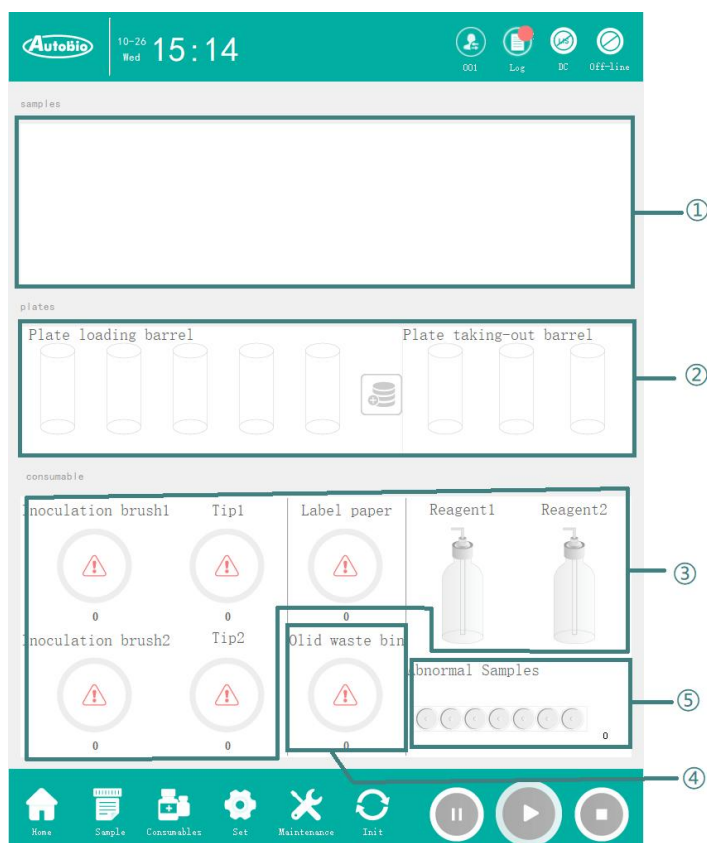 Autobio
10-26
Wed
15:14
001
Log
DC
Off-line
samples
①
plates
Plate loading barrel
Plate taking-out barrel
②
consumable
Inoculation brush1
Tip1
Label paper
Reagent1
Reagent2
③
0
0
0
Inoculation brush2
Tip2
Olid waste bin
Abnormal Samples
⑤
0
0
0
0
④
Home
Sample
Consumables
Set
Maintenance
Init